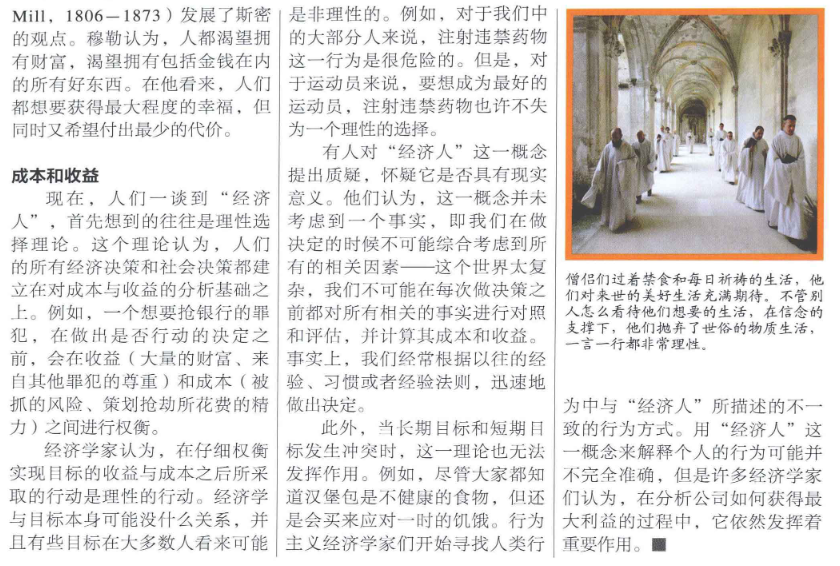 Mill，1806－1873）发展了斯密
的观点。穆勒认为，人都渴望拥
有财富，渴望拥有包括金钱在内
的所有好东西。在他看来，人们
都想要获得最大程度的幸福，但
同时又希望付出最少的代价。
成本和收益
现在，人们一谈到“经济
人”，首先想到的往往是理性选
择理论。这个理论认为，人们
的所有经济决策和社会决策都建
立在对成本与收益的分析基础之
上。例如，一个想要抢银行的罪
犯，在做出是否行动的决定之
前，会在收益（大量的财富、来
自其他罪犯的尊重）和成本（被
抓的风险、策划抢劫所花费的精
力）之间进行权衡。
经济学家认为，在仔细权衡
实现目标的收益与成本之后所采
取的行动是理性的行动。经济学
与目标本身可能没什么关系，并
且有些目标在大多数人看来可能
是非理性的。例如，对于我们中
的大部分人来说，注射违禁药物
这一行为是很危险的。但是，对
于运动员来说，要想成为最好的
运动员，注射违禁药物也许不失
为一个理性的选择。
有人对“经济人”这一概念
提出质疑，怀疑它是否具有现实
意义。他们认为，这一概念并未
考虑到一个事实，即我们在做
决定的时候不可能综合考虑到所
有的相关因素——这个世界太复
杂，我们不可能在每次做决策之
前都对所有相关的事实进行对照
和评估，并计算其成本和收益。
事实上，我们经常根据以往的经
验、习惯或者经验法则，迅速地
做出决定。
此外，当长期目标和短期目
标发生冲突时，这一理论也无法
发挥作用。例如，尽管大家都知
道汉堡包是不健康的食物，但还
是会买来应对一时的饥饿。行为
主义经济学家们开始寻找人类行
僧侣们过着禁食和每日祈祷的生活，他
们对来世的美好生活充满期待。不管别
人怎么看待他们想要的生活，在信念的
支撑下，他们抛弃了世俗的物质生活，
一言一行都非常理性。
为中与“经济人”所描述的不一
致的行为方式。用“经济人”这
一概念来解释个人的行为可能并
不完全准确，但是许多经济学家
们认为，在分析公司如何获得最
大利益的过程中，它依然发挥着
重要作用。■